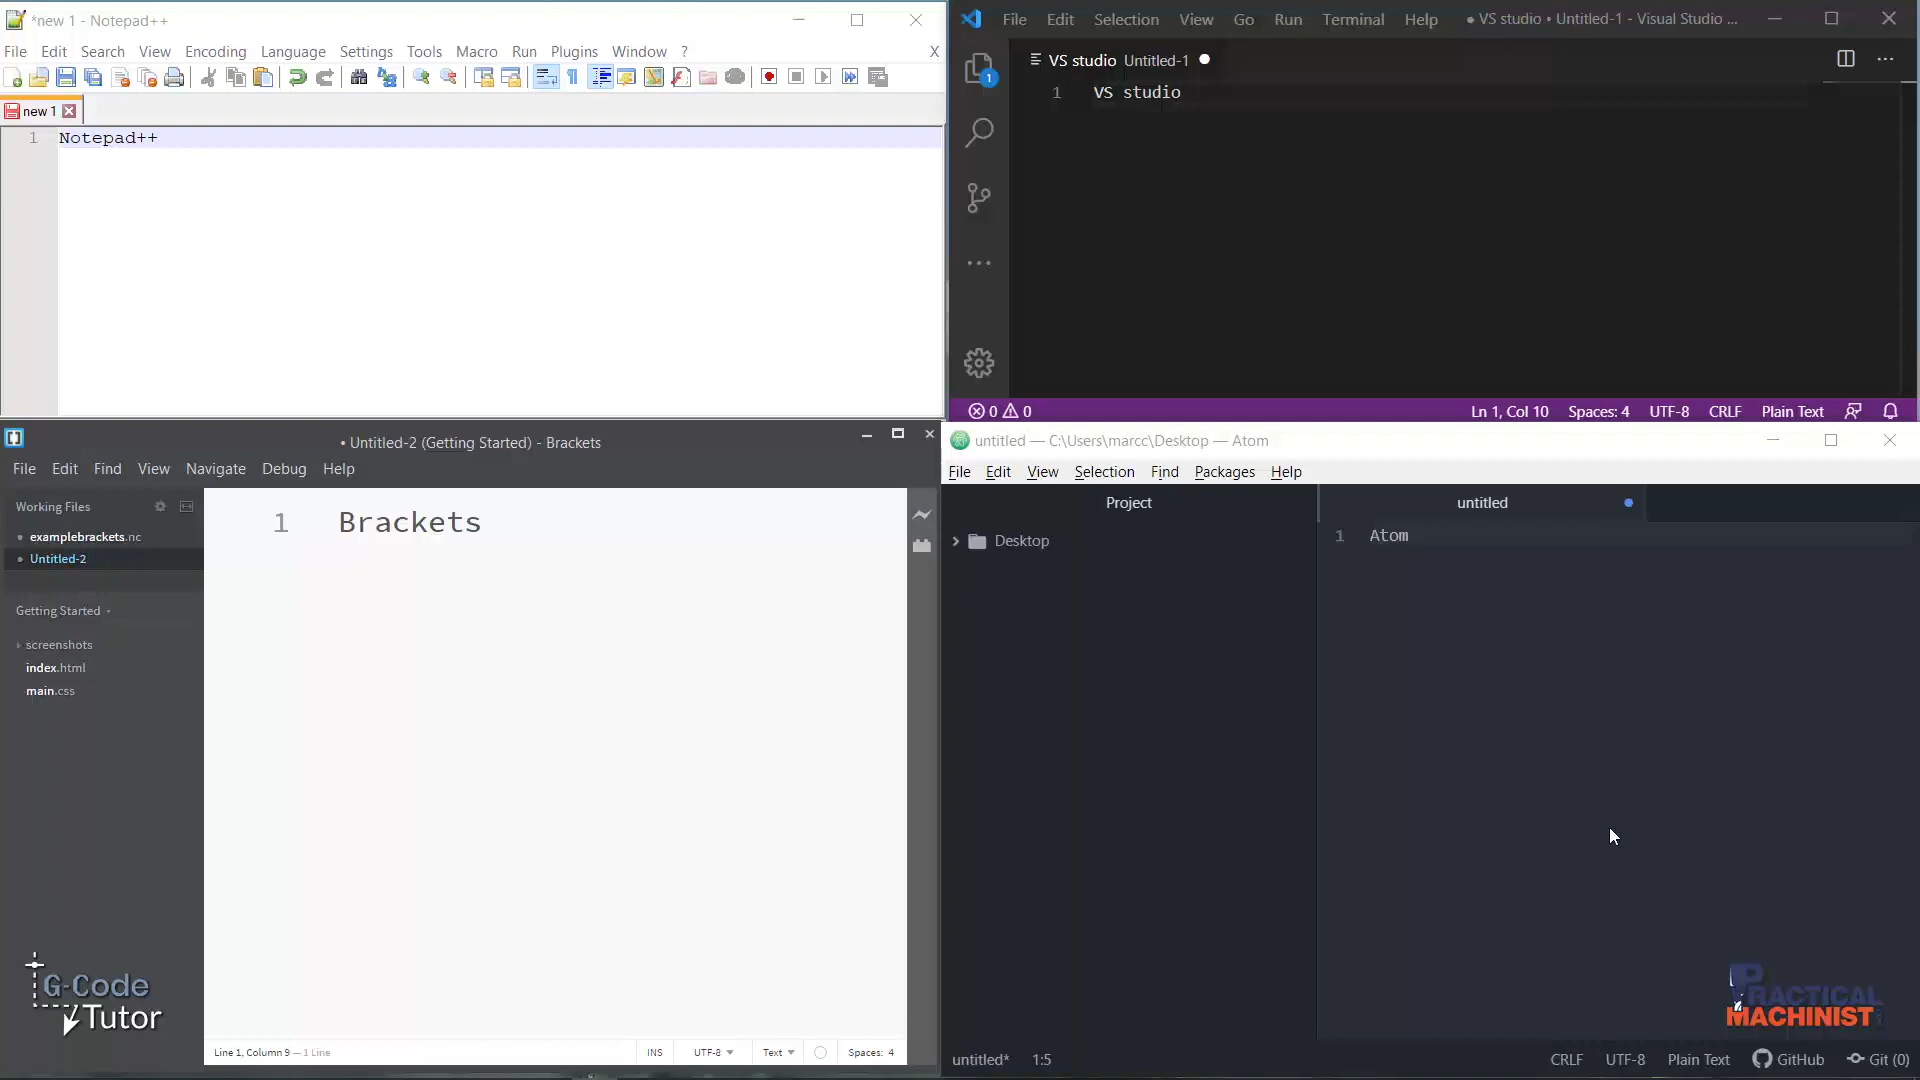 *new 1 - Notepad++
File Edit Search View Encoding Language Settings Tools Macro Run Plugins Window ? X
new 1
1 Notepad++
File Edit Selection View Go Run Terminal Help ● VS studio • Untitled-1 - Visual Studio ...
VS studio Untitled-1
1
1 VS studio
0 0 Ln 1, Col 10 Spaces: 4 UTF-8 CRLF Plain Text
• Untitled-2 (Getting Started) - Brackets
File Edit Find View Navigate Debug Help
Working Files
examplebrackets.nc
Untitled-2
Getting Started
screenshots
index.html
main.css
1 Brackets
Line 1, Column 9 — 1 Line INS UTF-8 Text Spaces: 4
G-Code
Tutor
untitled — C:\Users\marcc\Desktop — Atom
File Edit View Selection Find Packages Help
Project untitled
Desktop
1 Atom
PRACTICAL
MACHINIST
untitled* 1:5 CRLF UTF-8 Plain Text GitHub Git (0)